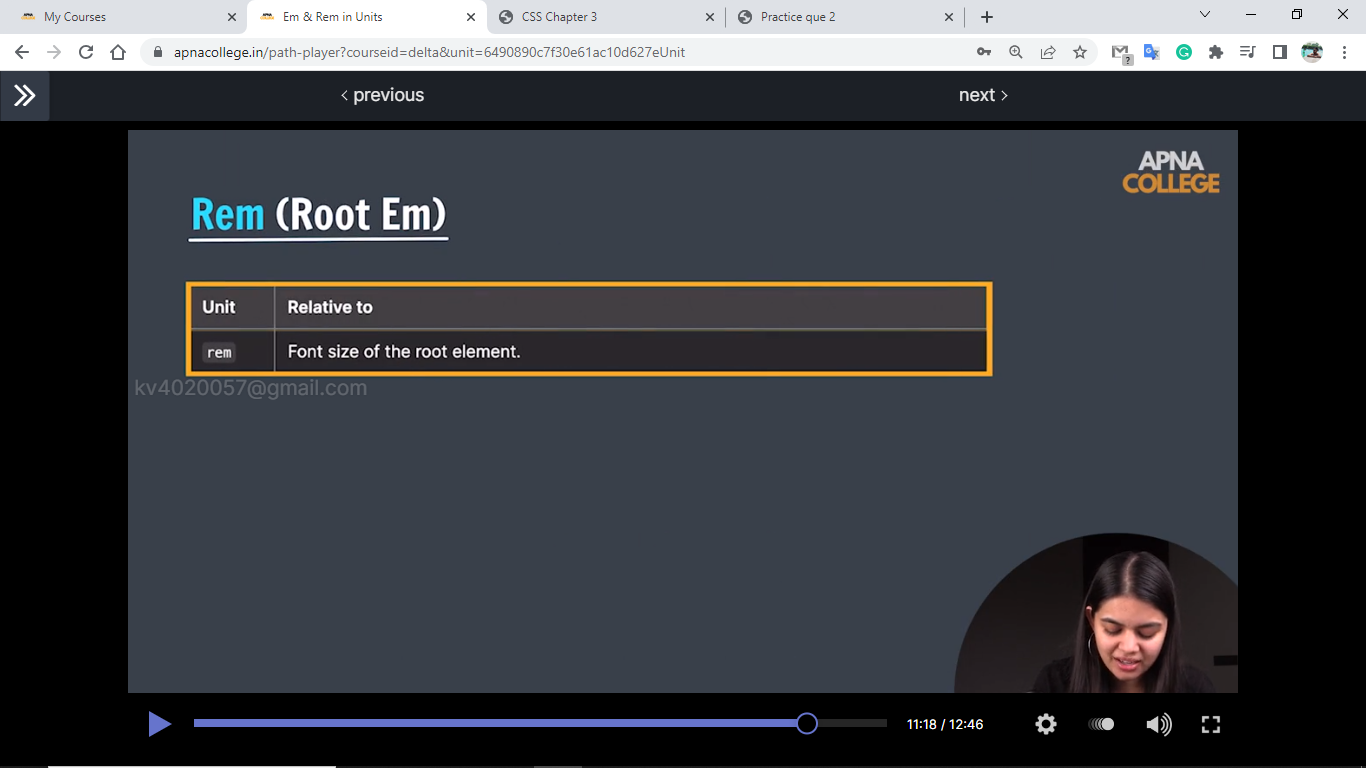 My Courses
Em & Rem in Units
CSS Chapter 3
Practice que 2
apnacollege.in/path-player?courseid=delta&unit=6490890c7f30e61ac10d627eUnit
‹ previous
next ›
APNA
COLLEGE
Rem (Root Em)
Unit Relative to
rem Font size of the root element.
kv4020057@gmail.com
11:18 / 12:46